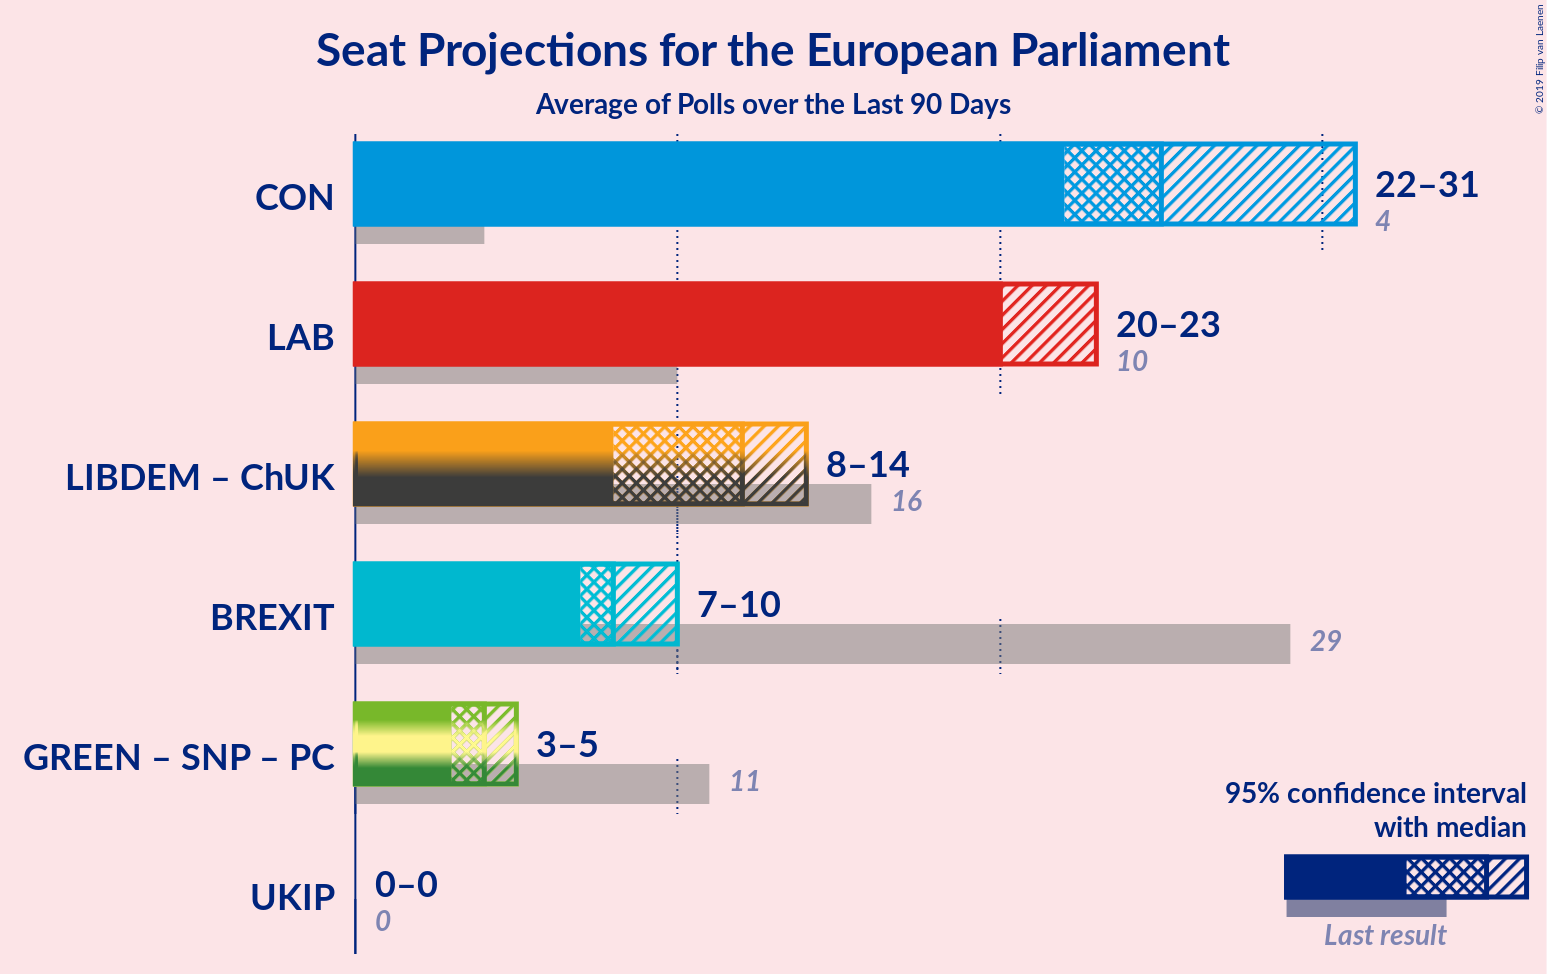 Seat Projections for the European Parliament
Average of Polls over the Last 90 Days
© 2019 Filip van Laenen
CON
22–31
4
LAB
20–23
10
LIBDEM – ChUK
8–14
16
BREXIT
7–10
29
GREEN – SNP – PC
3–5
11
UKIP
0–0
0
95% confidence interval
with median
Last result